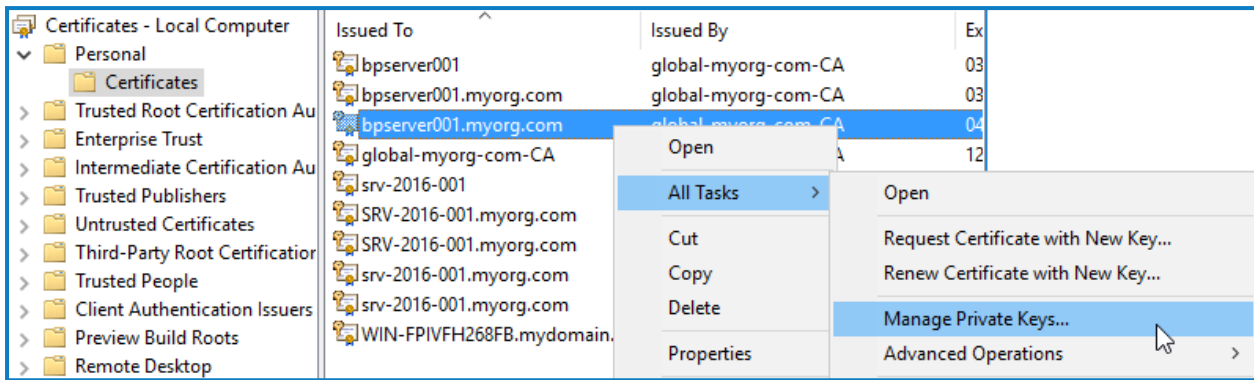 Certificates - Local Computer
Personal
Certificates
Trusted Root Certification Au
Enterprise Trust
Intermediate Certification Au
Trusted Publishers
Untrusted Certificates
Third-Party Root Certification
Trusted People
Client Authentication Issuers
Preview Build Roots
Remote Desktop
Issued To Issued By Ex
bpserver001 global-myorg-com-CA 03
bpserver001.myorg.com global-myorg-com-CA 03
bpserver001.myorg.com global-myorg-com-CA 04
global-myorg-com-CA A 12
srv-2016-001
SRV-2016-001.myorg.com
SRV-2016-001.myorg.com
srv-2016-001.myorg.com
srv-2016-001.myorg.com
WIN-FPIVFH268FB.mydomain.
Open
All Tasks
Cut
Copy
Delete
Properties
Open
Request Certificate with New Key...
Renew Certificate with New Key...
Manage Private Keys...
Advanced Operations